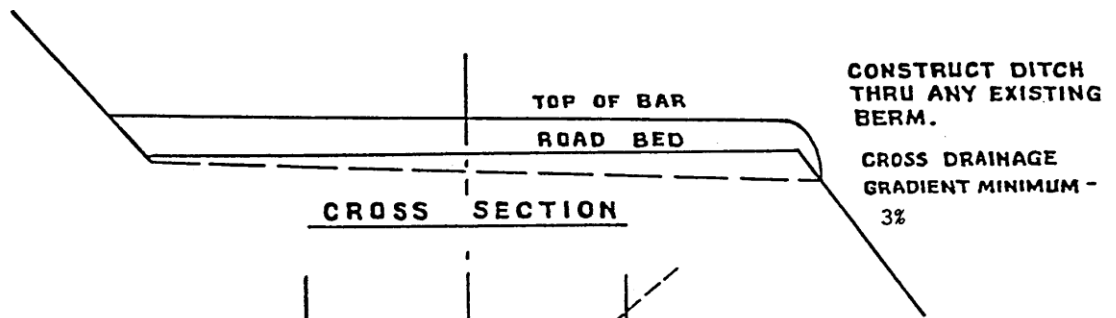 TOP OF BAR
ROAD BED
CROSS SECTION
CONSTRUCT DITCH
THRU ANY EXISTING
BERM.
CROSS DRAINAGE
GRADIENT MINIMUM -
3%